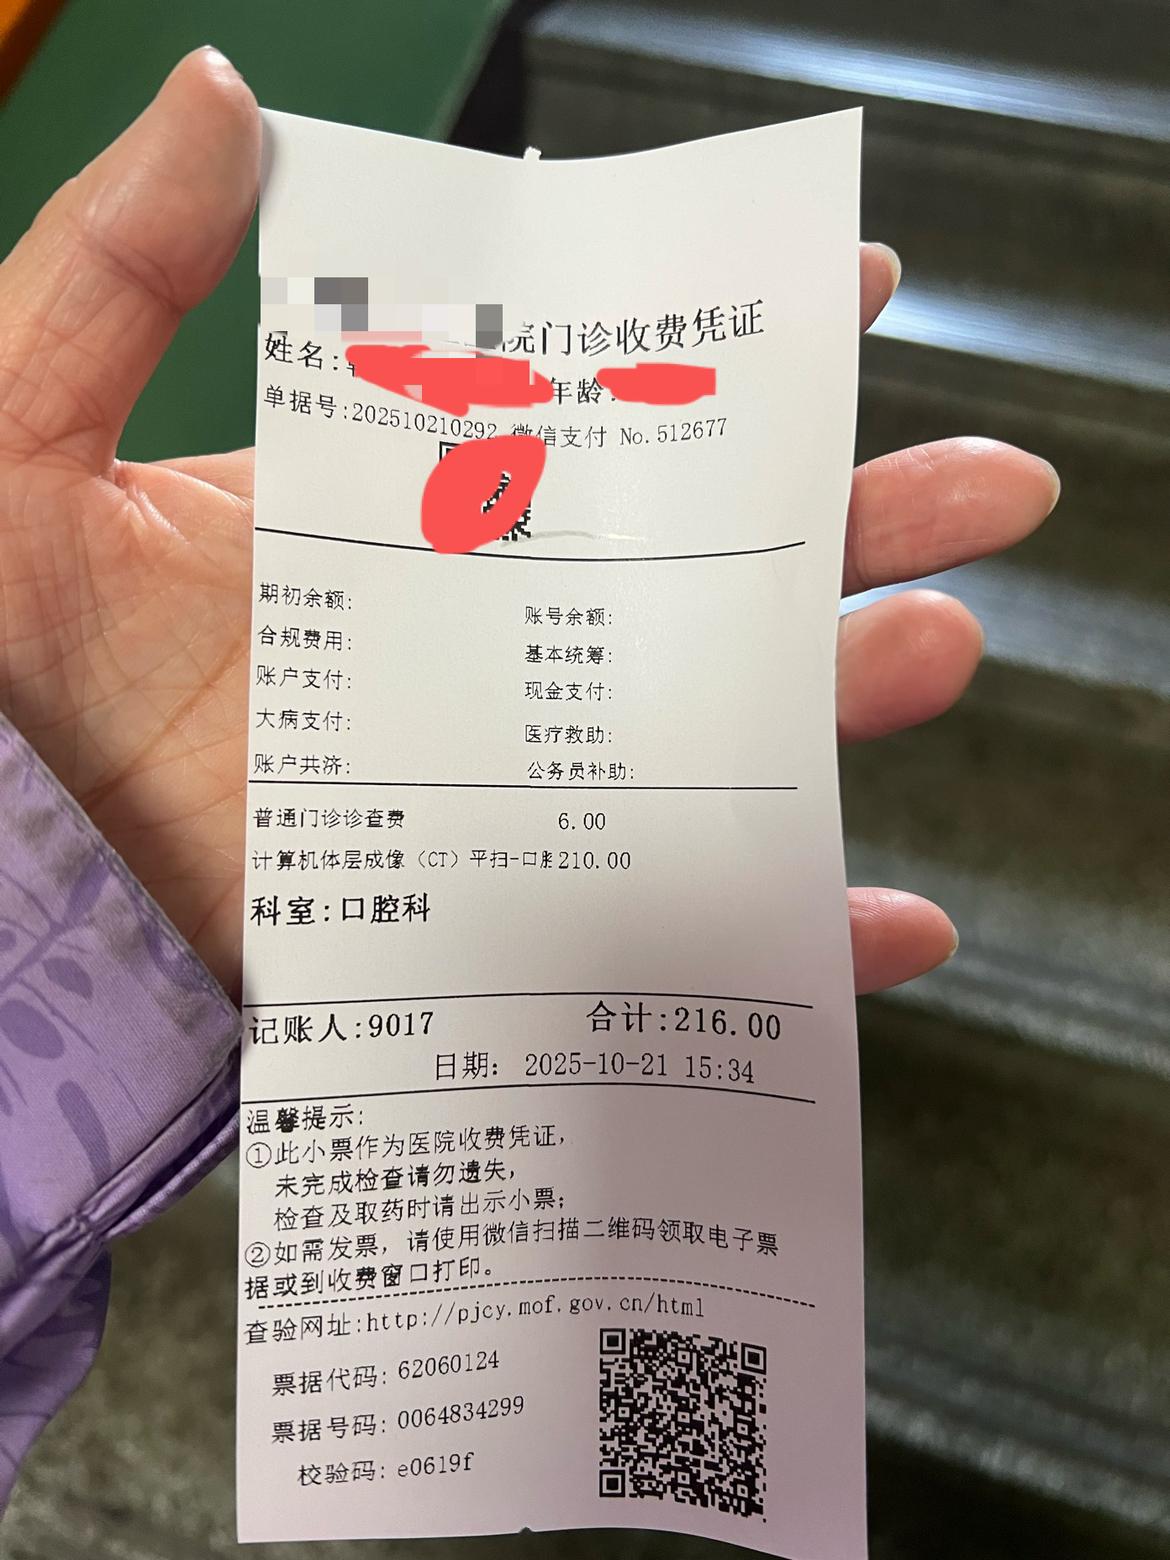 院门诊收费凭证
姓名:
年龄:
单据号:202510210292 微信支付 No.512677
期初余额: 账号余额:
合规费用: 基本统筹:
账户支付: 现金支付:
大病支付: 医疗救助:
账户共济: 公务员补助:
普通门诊诊查费 6.00
计算机体层成像（CT）平扫-口 210.00
科室:口腔科
记账人:9017 合计:216.00
日期: 2025-10-21 15:34
温馨提示:
①此小票作为医院收费凭证,
未完成检查请勿遗失,
检查及取药时请出示小票;
②如需发票, 请使用微信扫描二维码领取电子票
据或到收费窗口打印。
查验网址:http://pjcy.mof.gov.cn/html
票据代码: 62060124
票据号码: 0064834299
校验码: e0619f